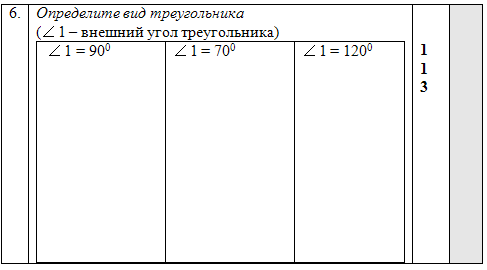 6. Определите вид треугольника
(∠ 1 – внешний угол треугольника)
∠ 1 = 90⁰ ∠ 1 = 70⁰ ∠ 1 = 120⁰
1
1
3